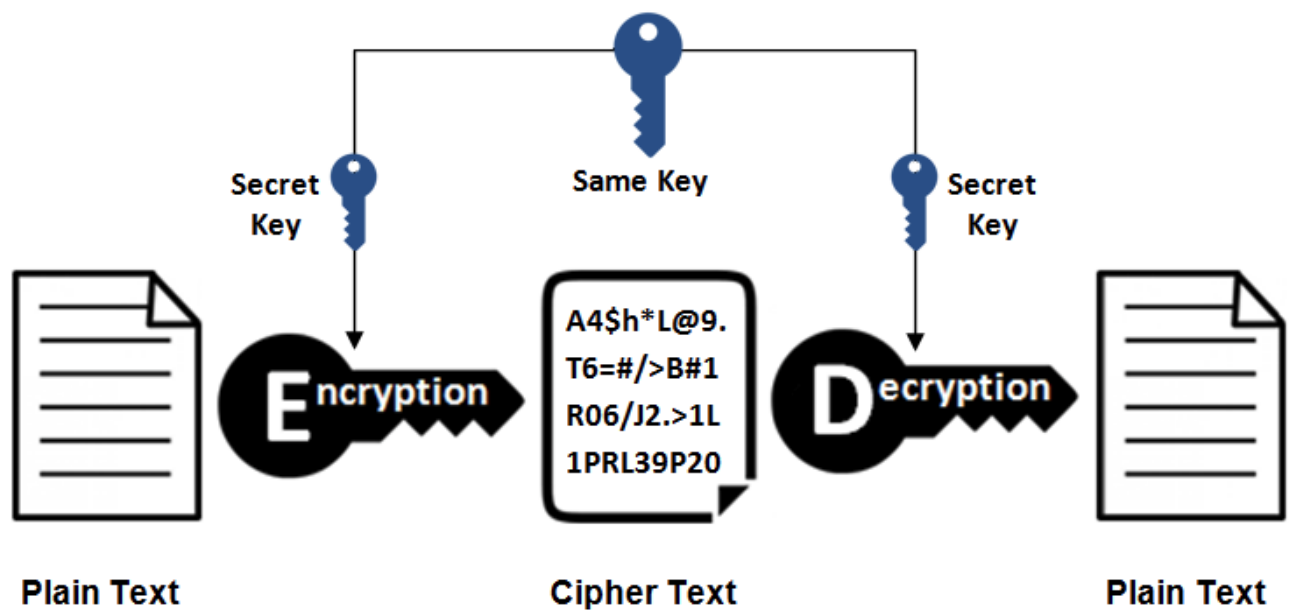 Same Key
Secret
Key
Secret
Key
Encryption
A4$h*L@9.
T6=#/>B#1
R06/J2.>1L
1PRL39P20
Decryption
Plain Text
Cipher Text
Plain Text